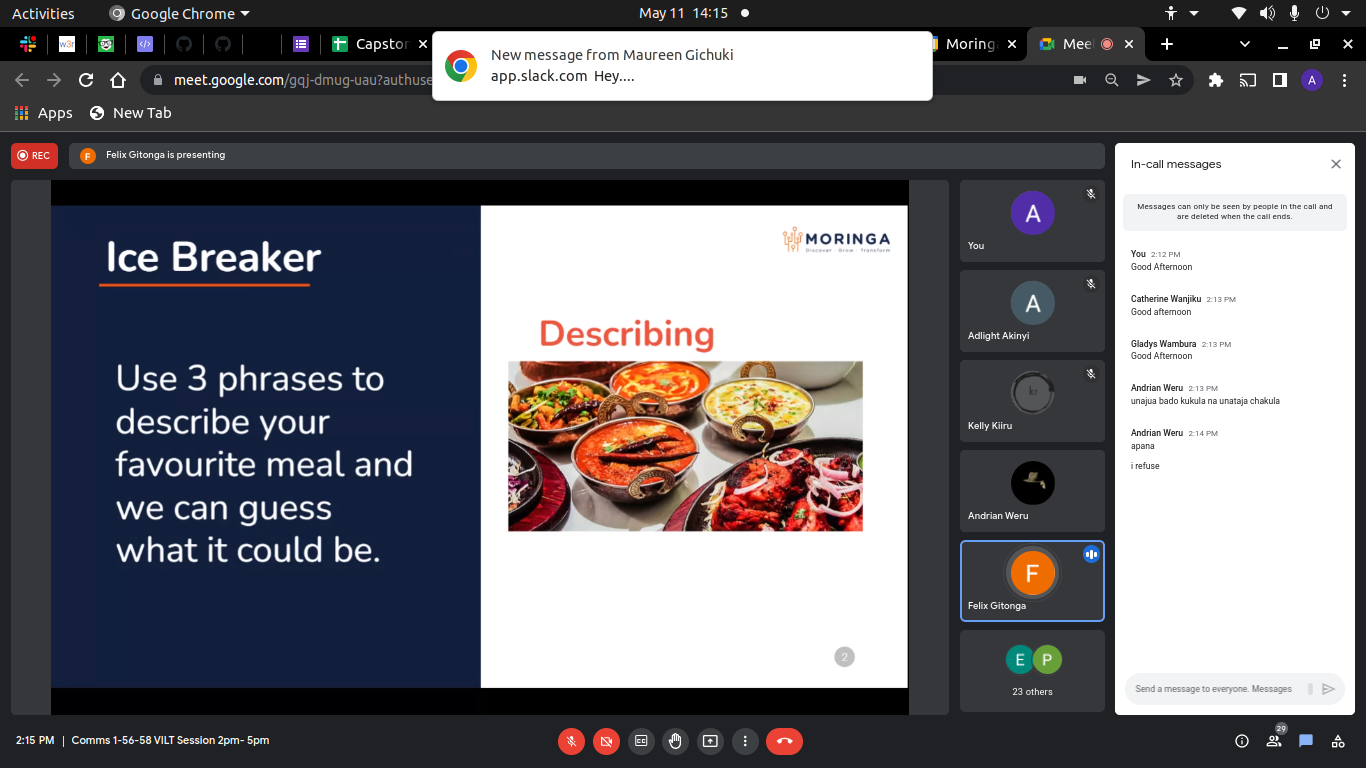 Activities
Google Chrome
May 11 14:15
w3r
Capstor
Moring
Mee
New message from Maureen Gichuki
app.slack.com Hey....
meet.google.com/gqj-dmug-uau?authuse
A
Apps
New Tab
REC
F
Felix Gitonga is presenting
Ice Breaker
Use 3 phrases to
describe your
favourite meal and
we can guess
what it could be.
MORINGA
Discover · Grow · Transform
Describing
2
A
You
A
Adlight Akinyi
kr
Kelly Kiiru
Andrian Weru
F
Felix Gitonga
E
P
23 others
In-call messages
Messages can only be seen by people in the call and
are deleted when the call ends.
You 2:12 PM
Good Afternoon
Catherine Wanjiku 2:13 PM
Good afternoon
Gladys Wambura 2:13 PM
Good Afternoon
Andrian Weru 2:13 PM
unajua bado kukula na unataja chakula
Andrian Weru 2:14 PM
apana
i refuse
Send a message to everyone. Messages
2:15 PM | Comms 1-56-58 VILT Session 2pm- 5pm
29